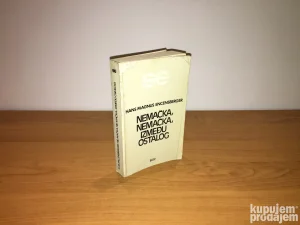 HANS MAGNUS ENCENSBERGER
NEMAČKA,
NEMAČKA,
IZMEĐU
OSTALOG
kupujem
prodajem